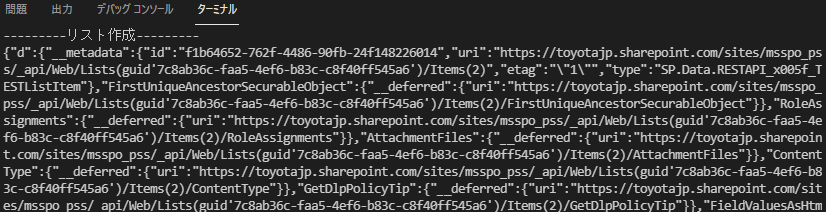 問題 出力 デバッグ コンソール ターミナル
---------リスト作成---------
{"d":{"__metadata":{"id":"f1b64652-762f-4486-90fb-24f148226014","uri":"https://toyotajp.sharepoint.com/sites/msspo_ps
s/_api/Web/Lists(guid'7c8ab36c-faa5-4ef6-b83c-c8f40ff545a6')/Items(2)","etag":"\"1\"","type":"SP.Data.RESTAPI_x005f_T
ESTListItem"},"FirstUniqueAncestorSecurableObject":{"__deferred":{"uri":"https://toyotajp.sharepoint.com/sites/msspo_
pss/_api/Web/Lists(guid'7c8ab36c-faa5-4ef6-b83c-c8f40ff545a6')/Items(2)/FirstUniqueAncestorSecurableObject"}},"RoleAs
signments":{"__deferred":{"uri":"https://toyotajp.sharepoint.com/sites/msspo_pss/_api/Web/Lists(guid'7c8ab36c-faa5-4e
f6-b83c-c8f40ff545a6')/Items(2)/RoleAssignments"}},"AttachmentFiles":{"__deferred":{"uri":"https://toyotajp.sharepoin
t.com/sites/msspo_pss/_api/Web/Lists(guid'7c8ab36c-faa5-4ef6-b83c-c8f40ff545a6')/Items(2)/AttachmentFiles"}},"Content
Type":{"__deferred":{"uri":"https://toyotajp.sharepoint.com/sites/msspo_pss/_api/Web/Lists(guid'7c8ab36c-faa5-4ef6-b8
3c-c8f40ff545a6')/Items(2)/ContentType"}},"GetDlpPolicyTip":{"__deferred":{"uri":"https://toyotajp.sharepoint.com/sit
es/msspo_pss/_api/Web/Lists(guid'7c8ab36c-faa5-4ef6-b83c-c8f40ff545a6')/Items(2)/GetDlpPolicyTip"}},"FieldValuesAsHtm